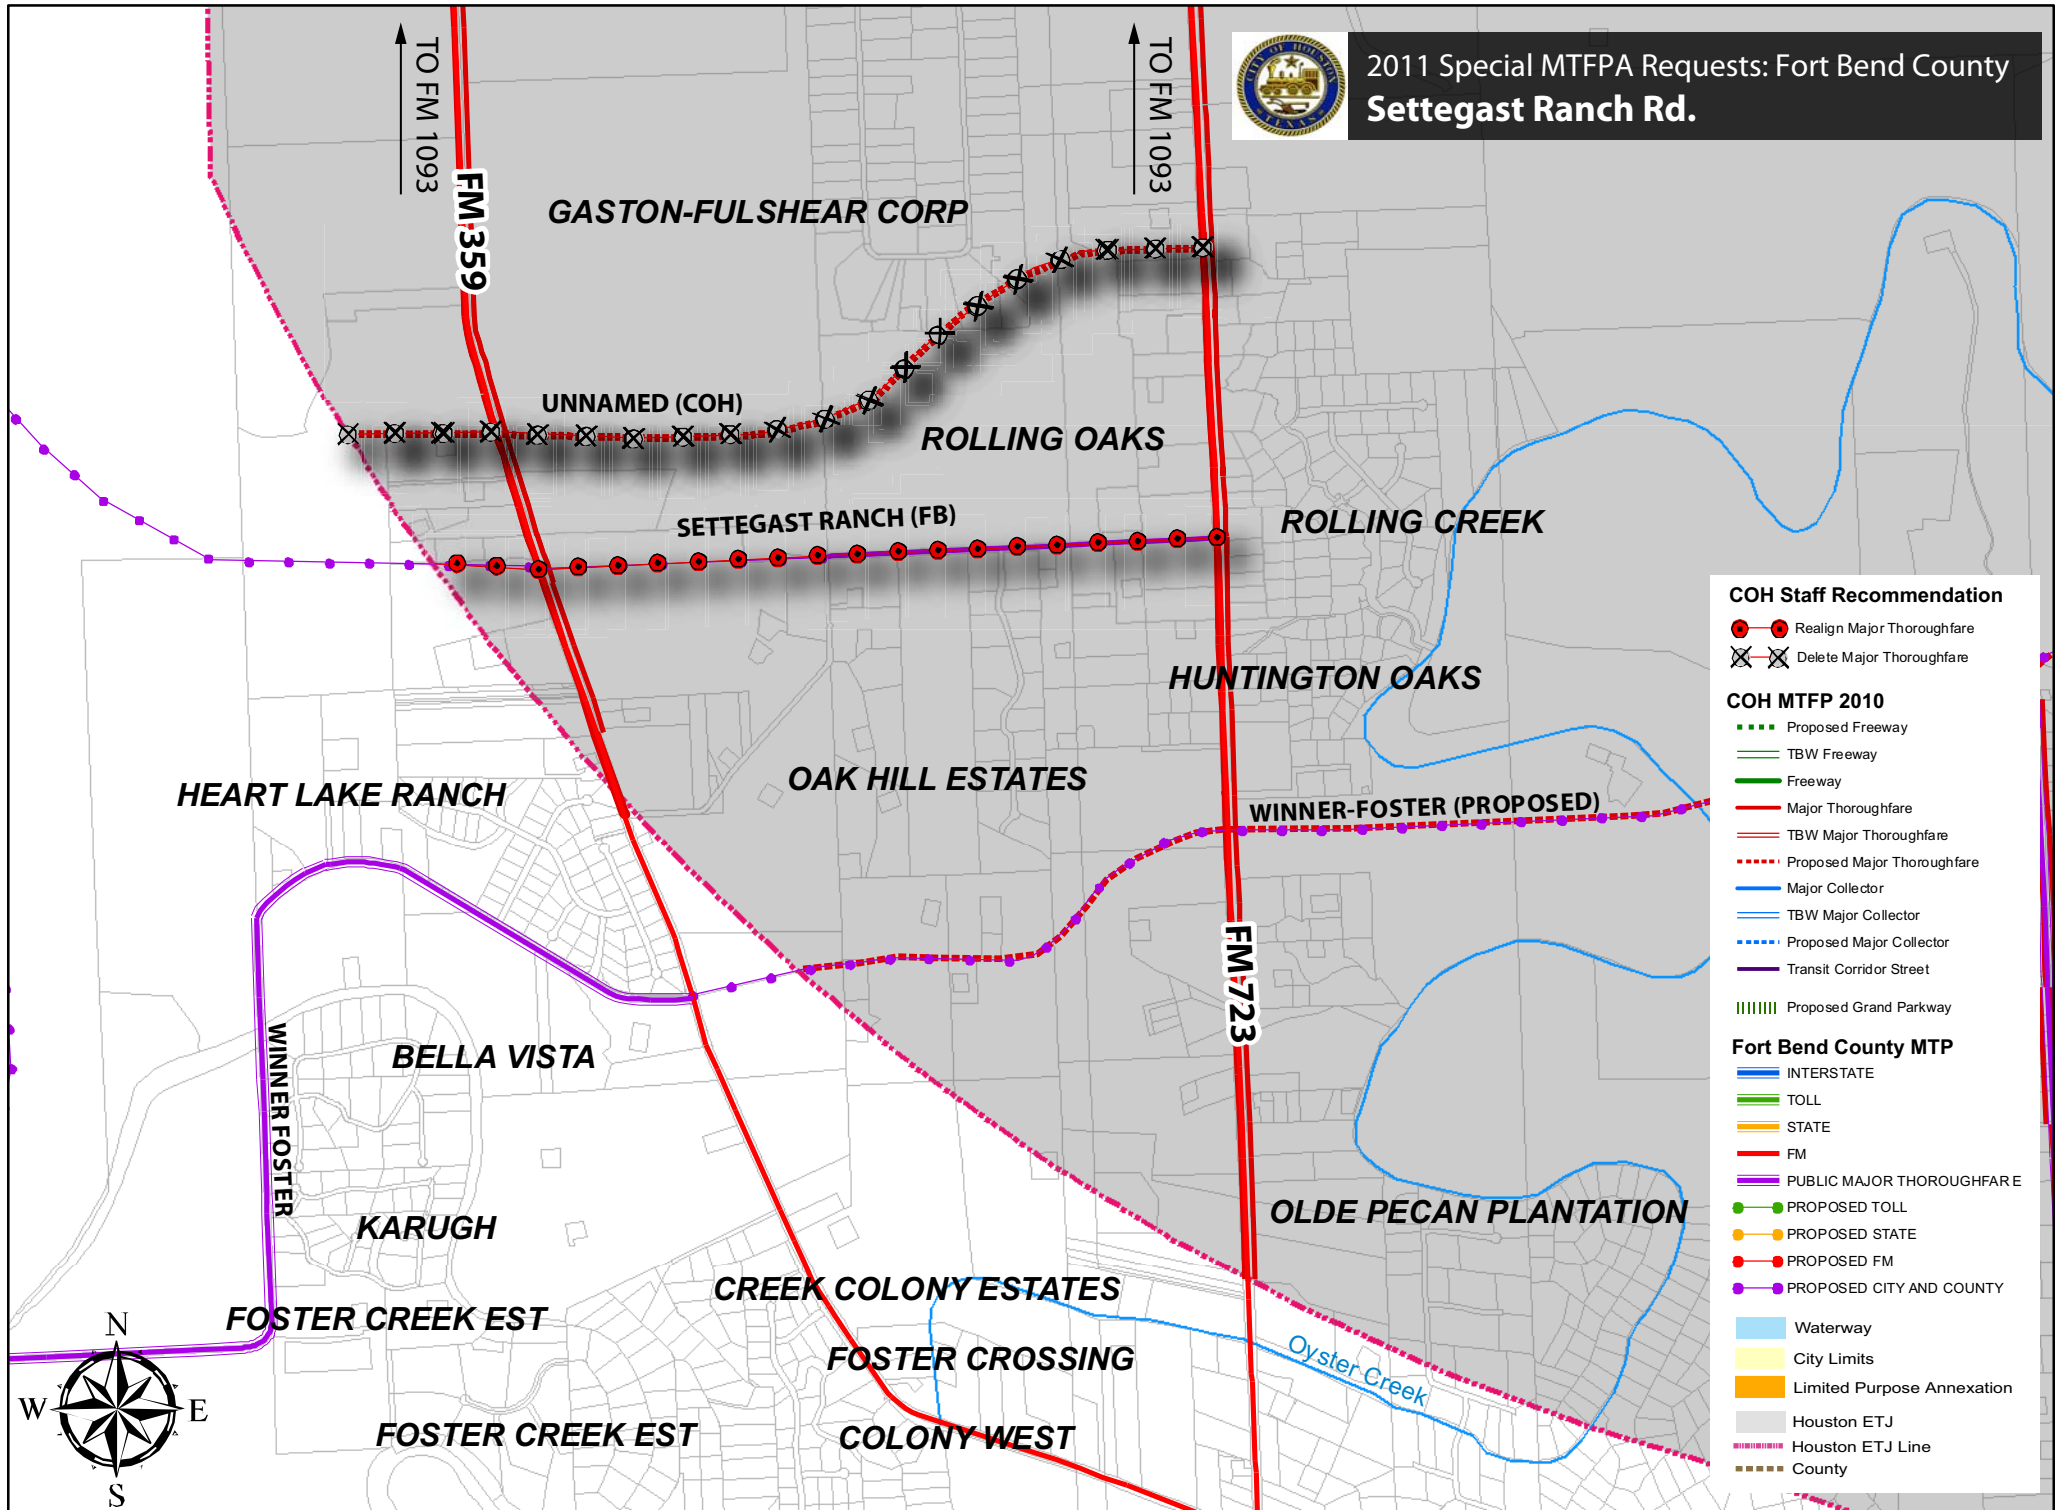 2011 Special MTFPA Requests: Fort Bend County
Settegast Ranch Rd.
CITY OF HOUSTON
TEXAS
TO FM 1093
TO FM 1093
FM 359
GASTON-FULSHEAR CORP
UNNAMED (COH)
ROLLING OAKS
SETTEGAST RANCH (FB)
ROLLING CREEK
HUNTINGTON OAKS
HEART LAKE RANCH
OAK HILL ESTATES
WINNER-FOSTER (PROPOSED)
FM 723
WINNER FOSTER
BELLA VISTA
KARUGH
OLDE PECAN PLANTATION
CREEK COLONY ESTATES
FOSTER CREEK EST
FOSTER CROSSING
Oyster Creek
FOSTER CREEK EST
COLONY WEST
N
W
E
S
COH Staff Recommendation
Realign Major Thoroughfare
Delete Major Thoroughfare
COH MTFP 2010
Proposed Freeway
TBW Freeway
Freeway
Major Thoroughfare
TBW Major Thoroughfare
Proposed Major Thoroughfare
Major Collector
TBW Major Collector
Proposed Major Collector
Transit Corridor Street
Proposed Grand Parkway
Fort Bend County MTP
INTERSTATE
TOLL
STATE
FM
PUBLIC MAJOR THOROUGHFARE
PROPOSED TOLL
PROPOSED STATE
PROPOSED FM
PROPOSED CITY AND COUNTY
Waterway
City Limits
Limited Purpose Annexation
Houston ETJ
Houston ETJ Line
County